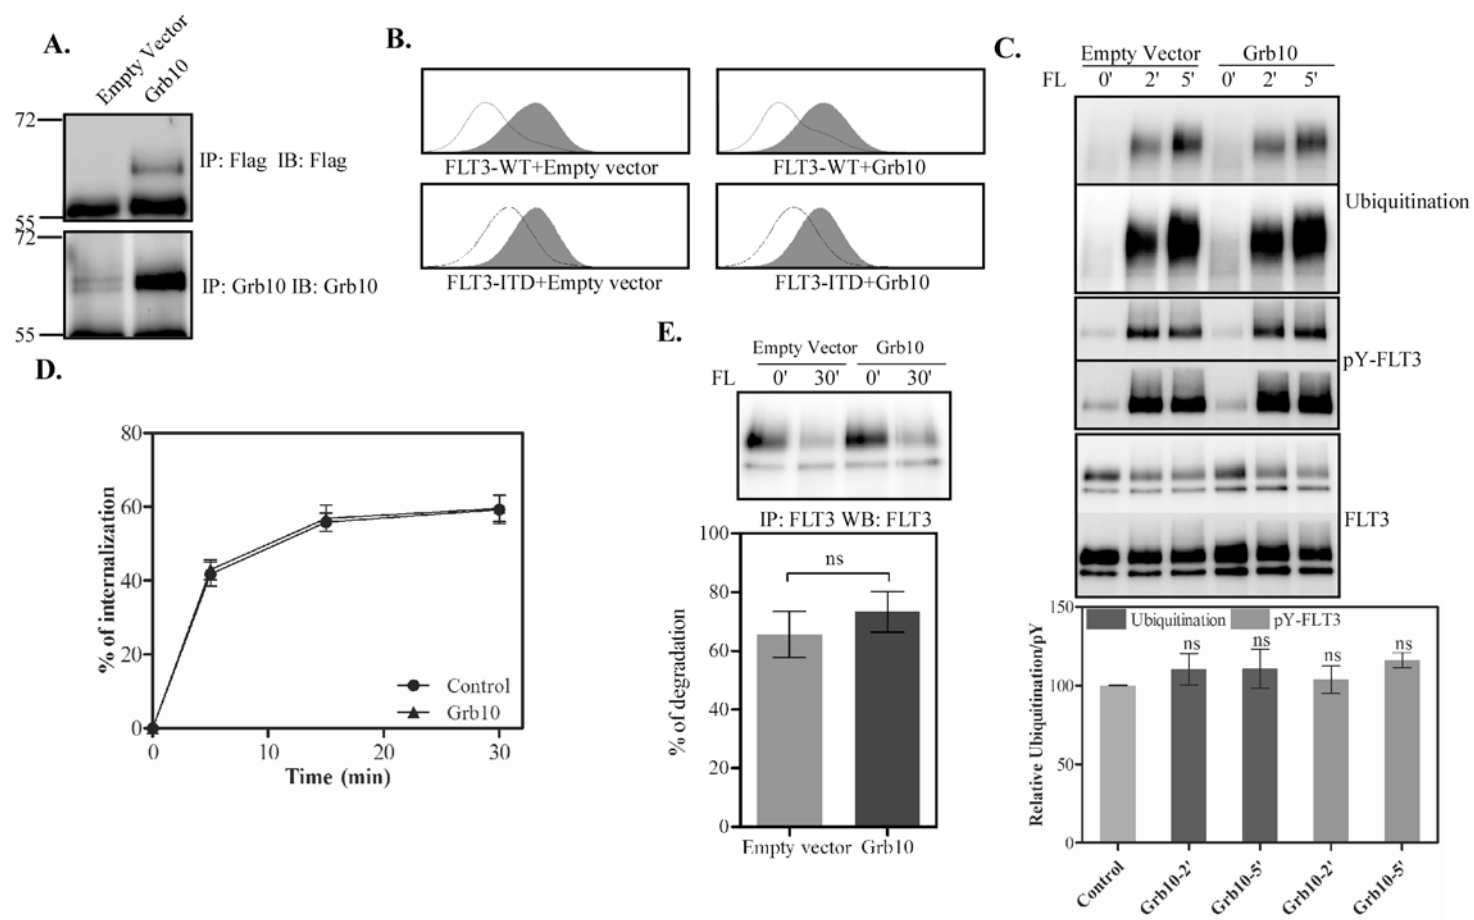 A.
Empty Vector
Grb10
72
IP: Flag IB: Flag
55
72
IP: Grb10 IB: Grb10
55
B.
FLT3-WT+Empty vector
FLT3-WT+Grb10
FLT3-ITD+Empty vector
FLT3-ITD+Grb10
C.
Empty Vector Grb10
FL 0' 2' 5' 0' 2' 5'
Ubiquitination
pY-FLT3
FLT3
150
Ubiquitination pY-FLT3
ns ns ns ns
100
50
0
Relative Ubiquitination/pY
Control Grb10-2' Grb10-5' Grb10-2' Grb10-5'
D.
80
60
40
20
0
% of internalization
Control
Grb10
0 10 20 30
Time (min)
E.
Empty Vector Grb10
FL 0' 30' 0' 30'
IP: FLT3 WB: FLT3
100
ns
80
60
40
20
0
% of degradation
Empty vector Grb10